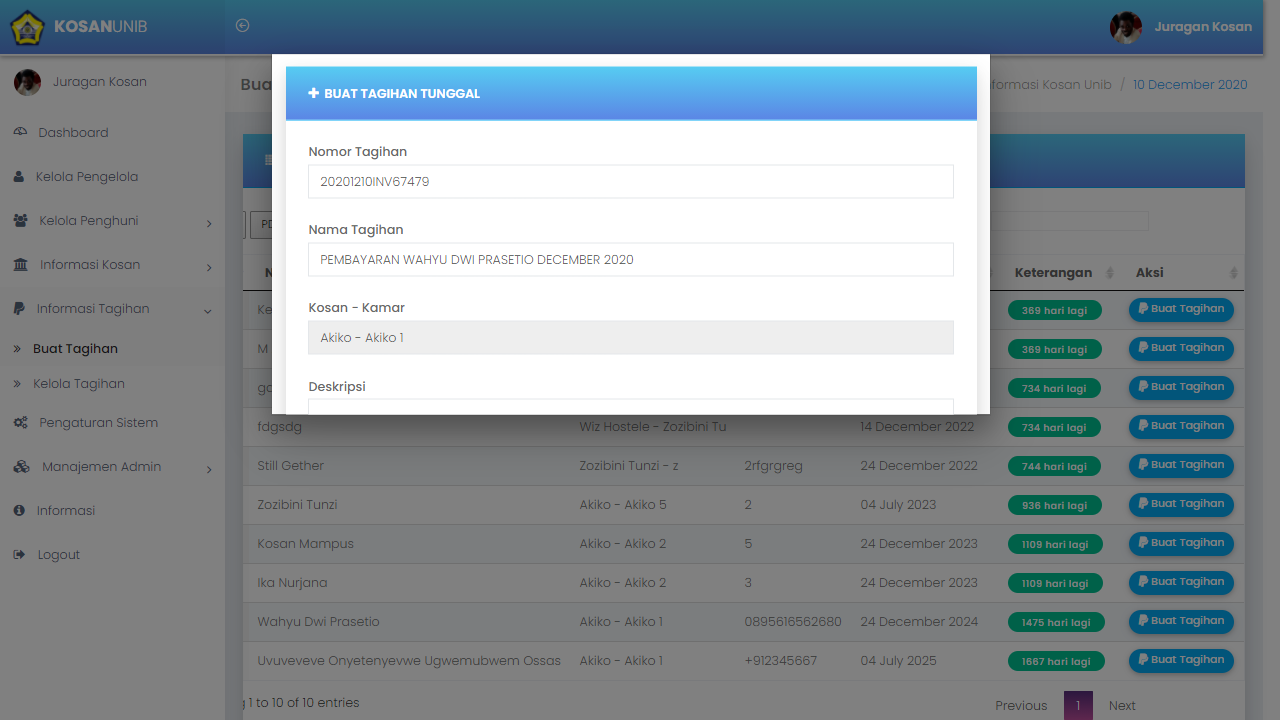 KOSANUNIB
Juragan Kosan
Juragan Kosan
Bua
formasi Kosan Unib / 10 December 2020
Dashboard
Kelola Pengelola
Kelola Penghuni
Informasi Kosan
Informasi Tagihan
Buat Tagihan
Kelola Tagihan
Pengaturan Sistem
Manajemen Admin
Informasi
Logout
BUAT TAGIHAN TUNGGAL
Nomor Tagihan
20201210INV67479
Nama Tagihan
PEMBAYARAN WAHYU DWI PRASETIO DECEMBER 2020
Kosan - Kamar
Akiko - Akiko 1
Deskripsi
PD
N Keterangan Aksi
Ke 369 hari lagi Buat Tagihan
M 369 hari lagi Buat Tagihan
734 hari lagi Buat Tagihan
fdgsdg Wiz Hostele - Zozibini Tu 14 December 2022 734 hari lagi Buat Tagihan
Still Gether Zozibini Tunzi - z 2rfgrgreg 24 December 2022 744 hari lagi Buat Tagihan
Zozibini Tunzi Akiko - Akiko 5 2 04 July 2023 936 hari lagi Buat Tagihan
Kosan Mampus Akiko - Akiko 2 5 24 December 2023 1109 hari lagi Buat Tagihan
Ika Nurjana Akiko - Akiko 2 3 24 December 2023 1109 hari lagi Buat Tagihan
Wahyu Dwi Prasetio Akiko - Akiko 1 0895616562680 24 December 2024 1475 hari lagi Buat Tagihan
Uvuveveve Onyetenyevwe Ugwemubwem Ossas Akiko - Akiko 1 +912345667 04 July 2025 1667 hari lagi Buat Tagihan
1 to 10 of 10 entries
Previous 1 Next